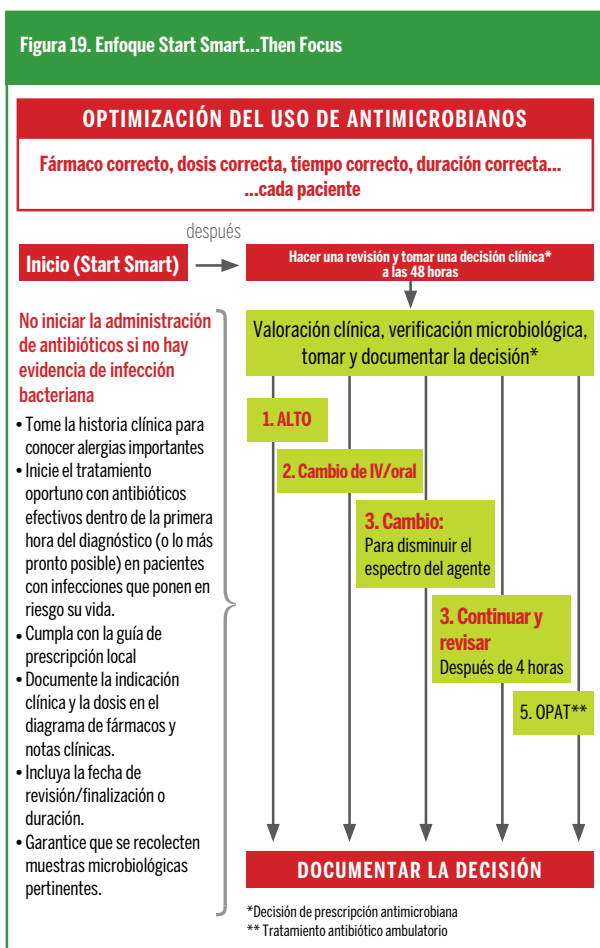 Figura 19. Enfoque Start Smart...Then Focus
OPTIMIZACIÓN DEL USO DE ANTIMICROBIANOS
Fármaco correcto, dosis correcta, tiempo correcto, duración correcta...
...cada paciente
después
Inicio (Start Smart)
Hacer una revisión y tomar una decisión clínica*
a las 48 horas
No iniciar la administración
de antibióticos si no hay
evidencia de infección
bacteriana
• Tome la historia clínica para
conocer alergias importantes
• Inicie el tratamiento
oportuno con antibióticos
efectivos dentro de la primera
hora del diagnóstico (o lo más
pronto posible) en pacientes
con infecciones que ponen en
riesgo su vida.
• Cumpla con la guía de
prescripción local
• Documente la indicación
clínica y la dosis en el
diagrama de fármacos y
notas clínicas.
• Incluya la fecha de
revisión/finalización o
duración.
• Garantice que se recolecten
muestras microbiológicas
pertinentes.
Valoración clínica, verificación microbiológica,
tomar y documentar la decisión*
1. ALTO
2. Cambio de IV/oral
3. Cambio:
Para disminuir el
espectro del agente
3. Continuar y
revisar
Después de 4 horas
5. OPAT**
DOCUMENTAR LA DECISIÓN
*Decisión de prescripción antimicrobiana
** Tratamiento antibiótico ambulatorio